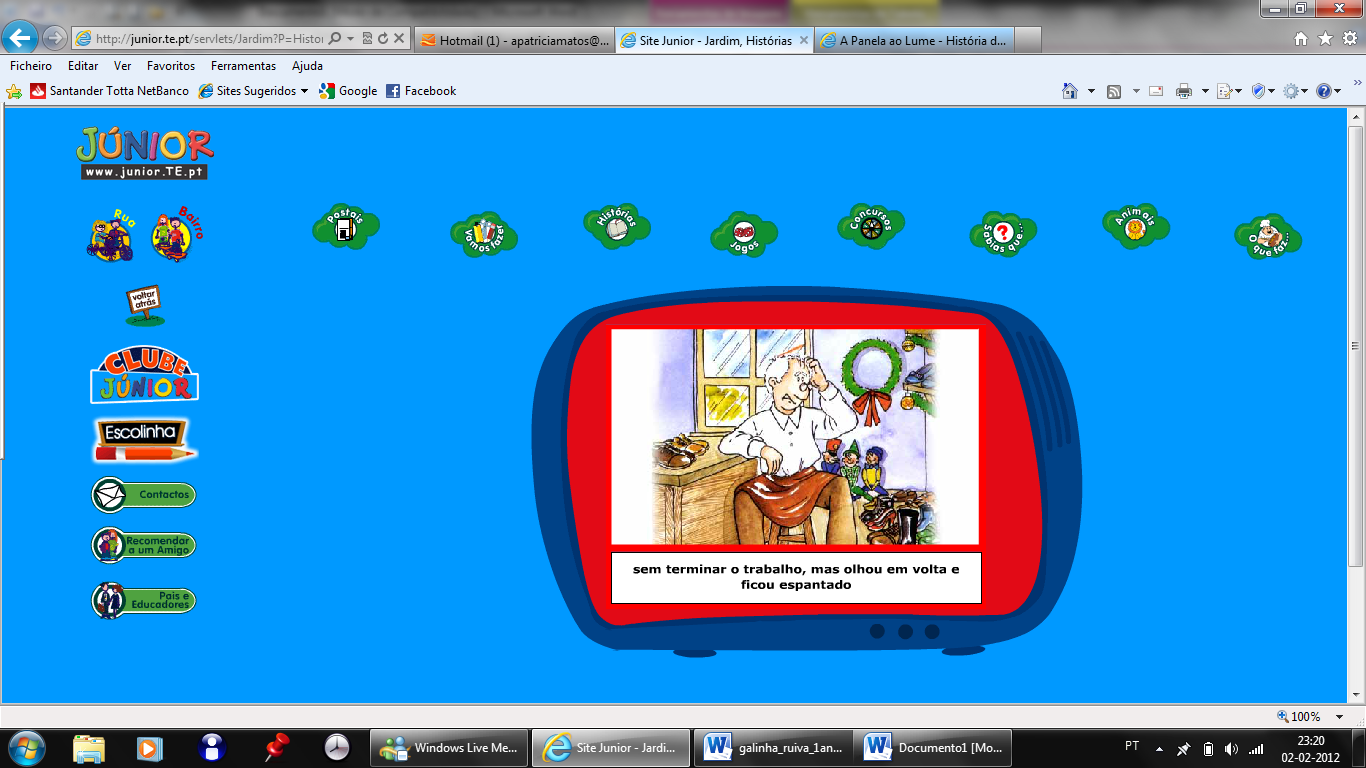 http://junior.te.pt/servlets/Jardim?P=Histo
Hotmail (1) - apatriciamatos@...
Site Junior - Jardim, Histórias
A Panela ao Lume - História d...
Ficheiro Editar Ver Favoritos Ferramentas Ajuda
Santander Totta NetBanco Sites Sugeridos Google Facebook
JÚNIOR
www.junior.TE.pt
Rua Bairro
Postais
Vamos fazer
Histórias
Jogos
Concursos
Sabias que...
Animais
O que faz...
voltar
atrás
CLUBE
JÚNIOR
Escolinha
Contactos
Recomendar
a um Amigo
Pais e
Educadores
sem terminar o trabalho, mas olhou em volta e
ficou espantado
100%
Windows Live Me...
Site Junior - Jardi...
galinha_ruiva_1an...
Documento1 [Mo...
PT
23:20
02-02-2012